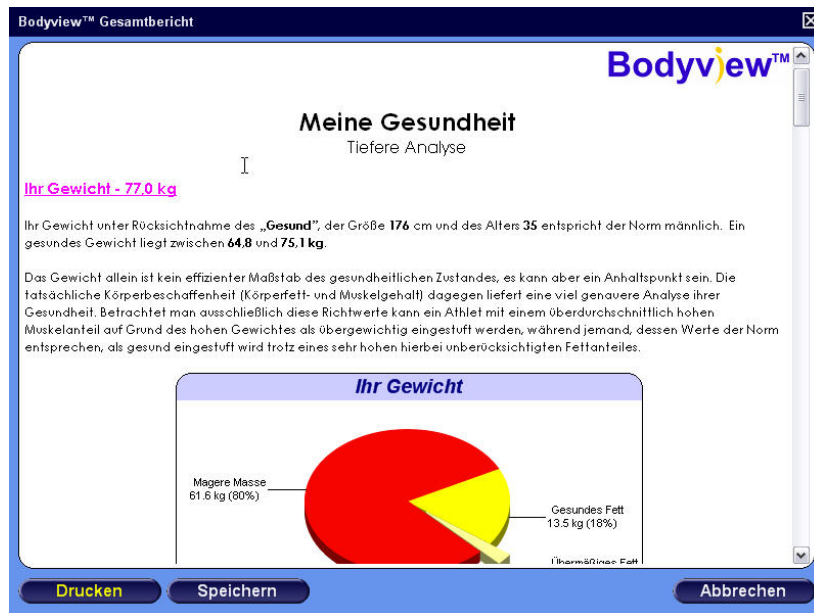 Bodyview™ Gesamtbericht
Bodyview™
Meine Gesundheit
Tiefere Analyse
Ihr Gewicht - 77,0 kg
Ihr Gewicht unter Rücksichtnahme des „Gesund”, der Größe 176 cm und des Alters 35 entspricht der Norm männlich. Ein
gesundes Gewicht liegt zwischen 64,8 und 75,1 kg.
Das Gewicht allein ist kein effizienter Maßstab des gesundheitlichen Zustandes, es kann aber ein Anhaltspunkt sein. Die
tatsächliche Körperbeschaffenheit (Körperfett- und Muskelgehalt) dagegen liefert eine viel genauere Analyse ihrer
Gesundheit. Betrachtet man ausschließlich diese Richtwerte kann ein Athlet mit einem überdurchschnittlich hohen
Muskelanteil auf Grund des hohen Gewichtes als übergewichtig eingestuft werden, während jemand, dessen Werte der Norm
entsprechen, als gesund eingestuft wird trotz eines sehr hohen hierbei unberücksichtigten Fettanteiles.
Ihr Gewicht
Magere Masse
61.6 kg (80%)
Gesundes Fett
13.5 kg (18%)
Übermäßiges Fett
Drucken
Speichern
Abbrechen